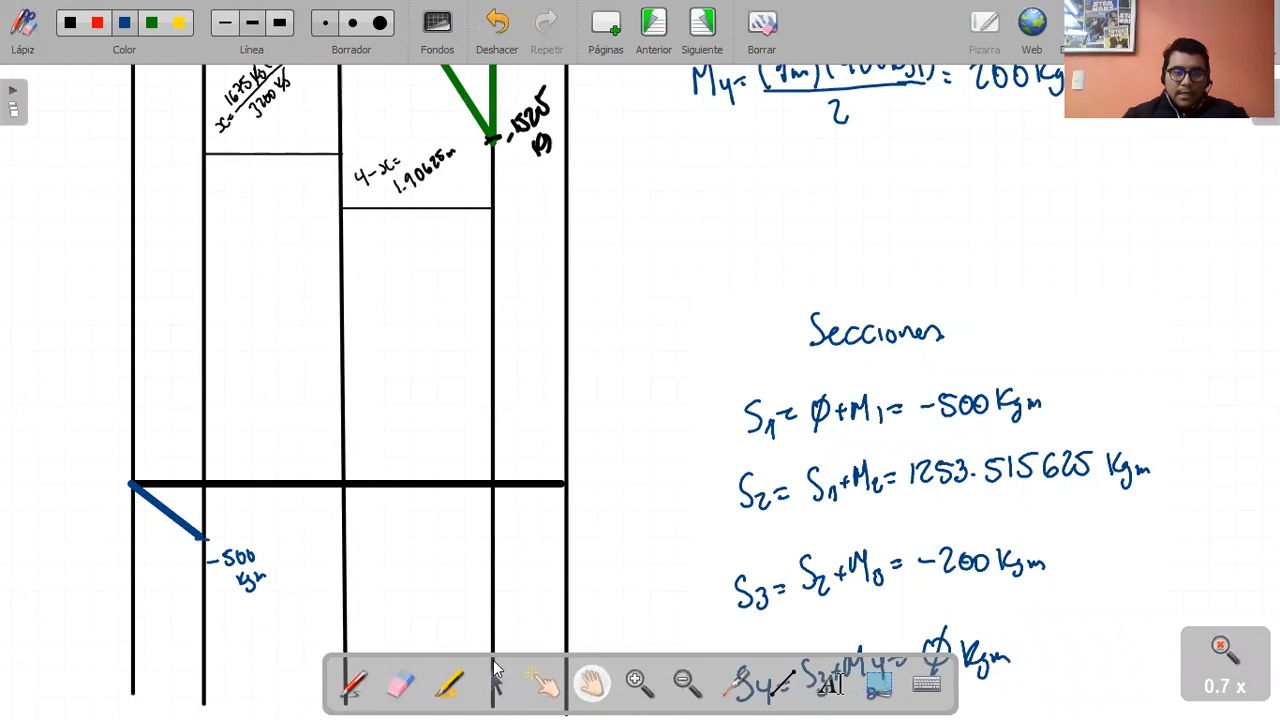 Lápiz
Color
Línea
Borrador
Fondos
Deshacer
Repetir
Páginas
Anterior
Siguiente
Borrar
Pizarra
Web
x=
4-x=
1.90625m
-1525
My=
= 200 Kg
2
Secciones
S1= ϕ+M1= -500 Kgm
S2= S1+M2= 1253.515625 Kgm
S3= S2+M3= -200 Kgm
ϕ Kgm
-500
Kgm
0.7 x